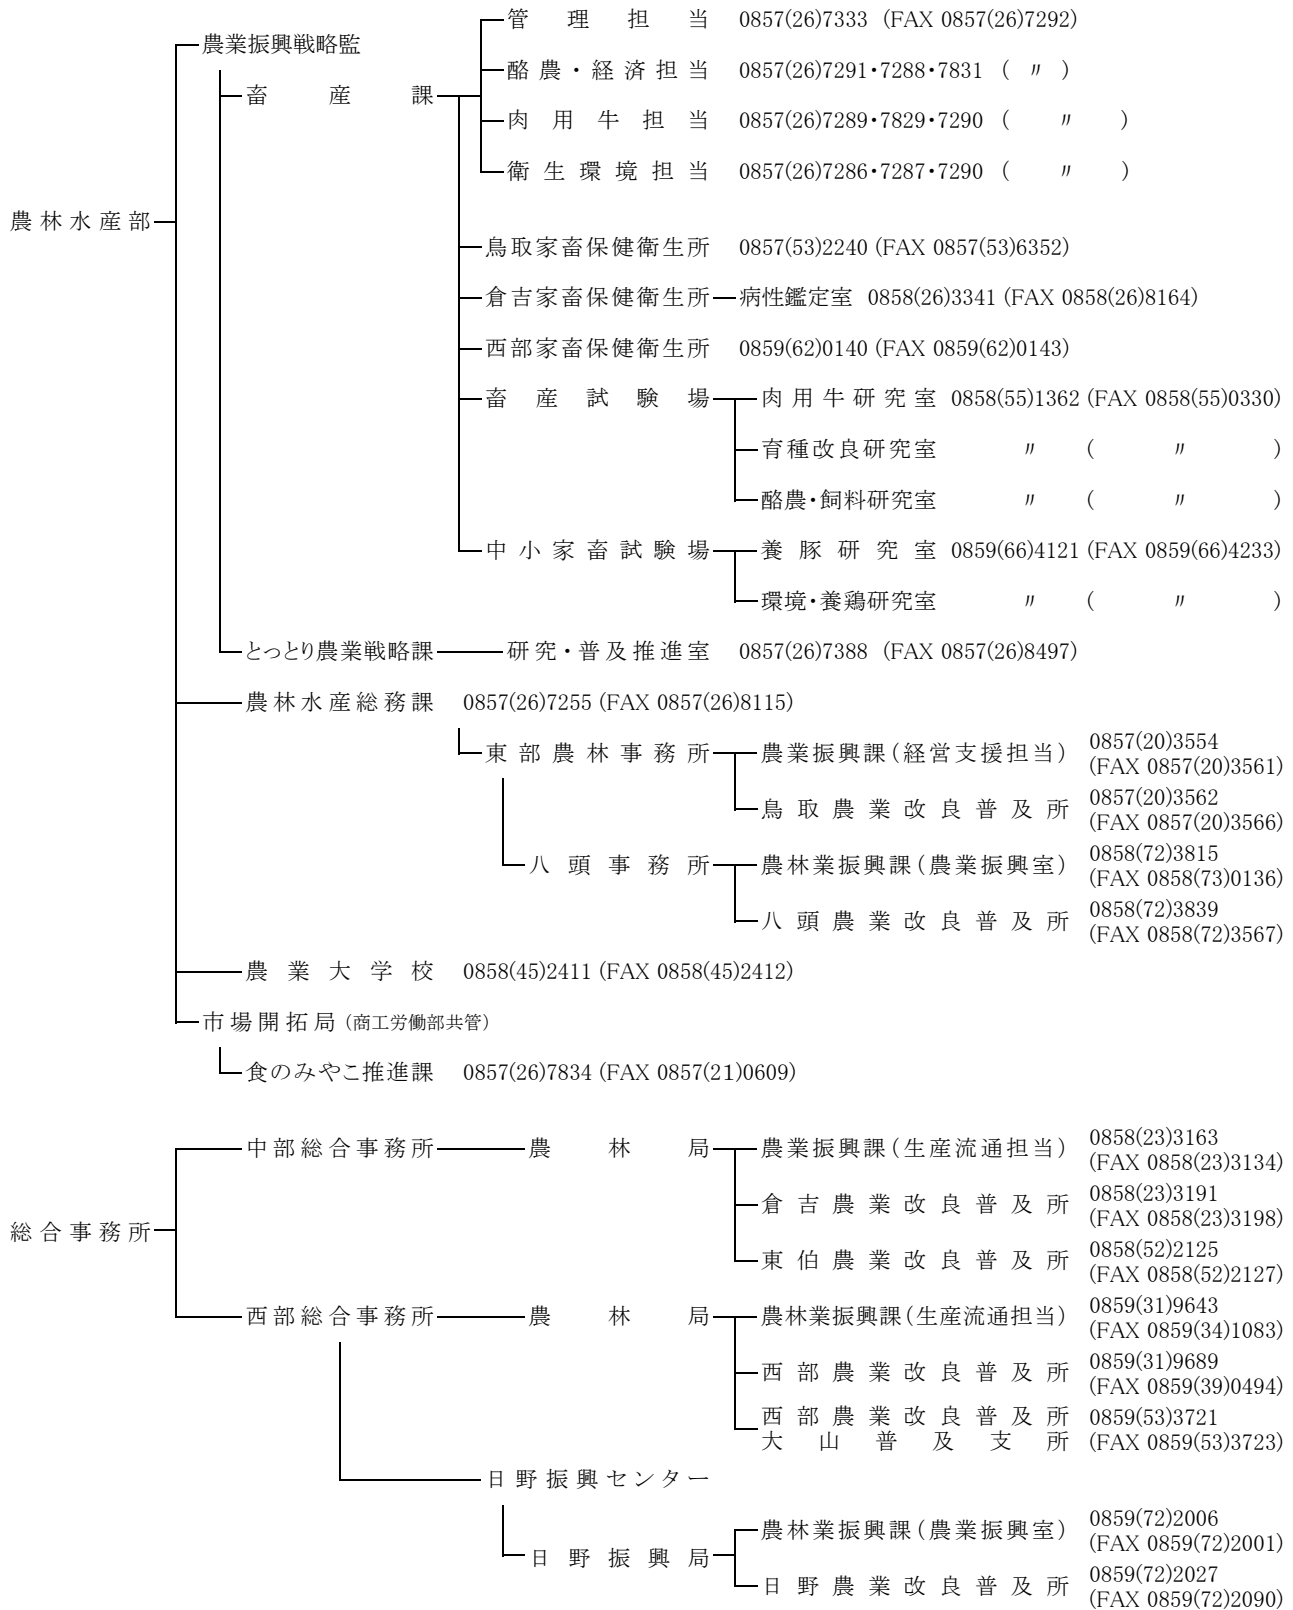 管理担当 0857(26)7333 (FAX 0857(26)7292)
農業振興戦略監
酪農・経済担当 0857(26)7291・7288・7831 ( 〃 )
畜産課
肉用牛担当 0857(26)7289・7829・7290 ( 〃 )
衛生環境担当 0857(26)7286・7287・7290 ( 〃 )
農林水産部
鳥取家畜保健衛生所 0857(53)2240 (FAX 0857(53)6352)
倉吉家畜保健衛生所 病性鑑定室 0858(26)3341 (FAX 0858(26)8164)
西部家畜保健衛生所 0859(62)0140 (FAX 0859(62)0143)
畜産試験場 肉用牛研究室 0858(55)1362 (FAX 0858(55)0330)
育種改良研究室 〃 ( 〃 )
酪農・飼料研究室 〃 ( 〃 )
中小家畜試験場 養豚研究室 0859(66)4121 (FAX 0859(66)4233)
環境・養鶏研究室 〃 ( 〃 )
とっとり農業戦略課 研究・普及推進室 0857(26)7388 (FAX 0857(26)8497)
農林水産総務課 0857(26)7255 (FAX 0857(26)8115)
東部農林事務所 農業振興課(経営支援担当) 0857(20)3554
(FAX 0857(20)3561)
鳥取農業改良普及所 0857(20)3562
(FAX 0857(20)3566)
八頭事務所 農林業振興課(農業振興室) 0858(72)3815
(FAX 0858(73)0136)
八頭農業改良普及所 0858(72)3839
(FAX 0858(72)3567)
農業大学校 0858(45)2411 (FAX 0858(45)2412)
市場開拓局 (商工労働部共管)
食のみやこ推進課 0857(26)7834 (FAX 0857(21)0609)
中部総合事務所 農林局 農業振興課(生産流通担当) 0858(23)3163
(FAX 0858(23)3134)
倉吉農業改良普及所 0858(23)3191
(FAX 0858(23)3198)
総合事務所
東伯農業改良普及所 0858(52)2125
(FAX 0858(52)2127)
西部総合事務所 農林局 農林業振興課(生産流通担当) 0859(31)9643
(FAX 0859(34)1083)
西部農業改良普及所 0859(31)9689
(FAX 0859(39)0494)
西部農業改良普及所 0859(53)3721
大山普及支所 (FAX 0859(53)3723)
日野振興センター
農林業振興課(農業振興室) 0859(72)2006
(FAX 0859(72)2001)
日野振興局
日野農業改良普及所 0859(72)2027
(FAX 0859(72)2090)